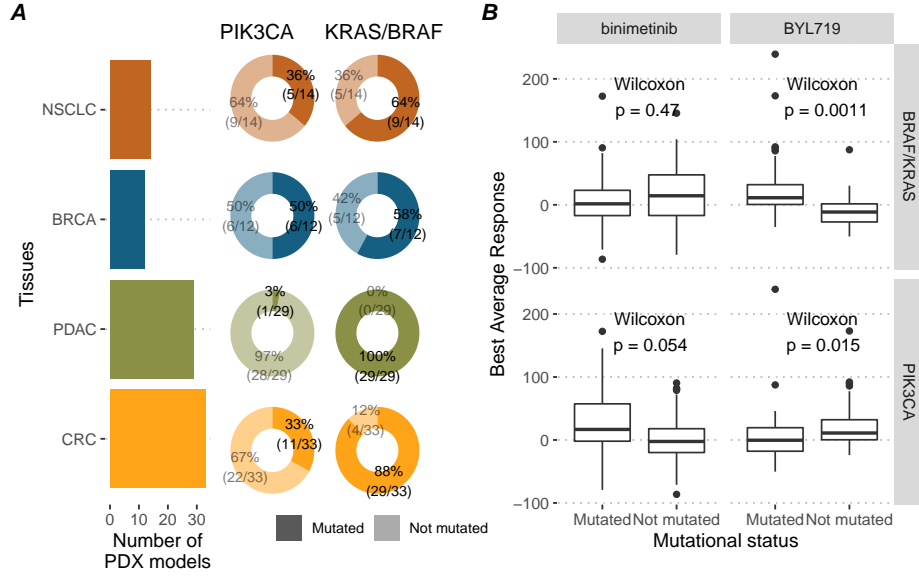 A
PIK3CA
KRAS/BRAF
Tissues
NSCLC
36%
(5/14)
64%
(9/14)
36%
(5/14)
64%
(9/14)
BRCA
50%
(6/12)
50%
(6/12)
42%
(5/12)
58%
(7/12)
PDAC
3%
(1/29)
97%
(28/29)
0%
(0/29)
100%
(29/29)
CRC
33%
(11/33)
67%
(22/33)
12%
(4/33)
88%
(29/33)
0 10 20 30
Number of
PDX models
Mutated
Not mutated
B
binimetinib
BYL719
Best Average Response
BRAF/KRAS
200
100
0
−100
Wilcoxon
p = 0.47
Wilcoxon
p = 0.0011
PIK3CA
200
100
0
−100
Wilcoxon
p = 0.054
Wilcoxon
p = 0.015
Mutated Not mutated
Mutated Not mutated
Mutational status